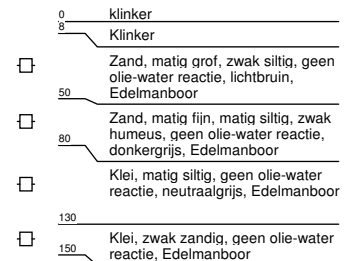 0 klinker
8
Klinker
Zand, matig grof, zwak siltig, geen
olie-water reactie, lichtbruin,
50 Edelmanboor
Zand, matig fijn, matig siltig, zwak
humeus, geen olie-water reactie,
80 donkergrijs, Edelmanboor
Klei, matig siltig, geen olie-water
reactie, neutraalgrijs, Edelmanboor
130
Klei, zwak zandig, geen olie-water
150 reactie, Edelmanboor